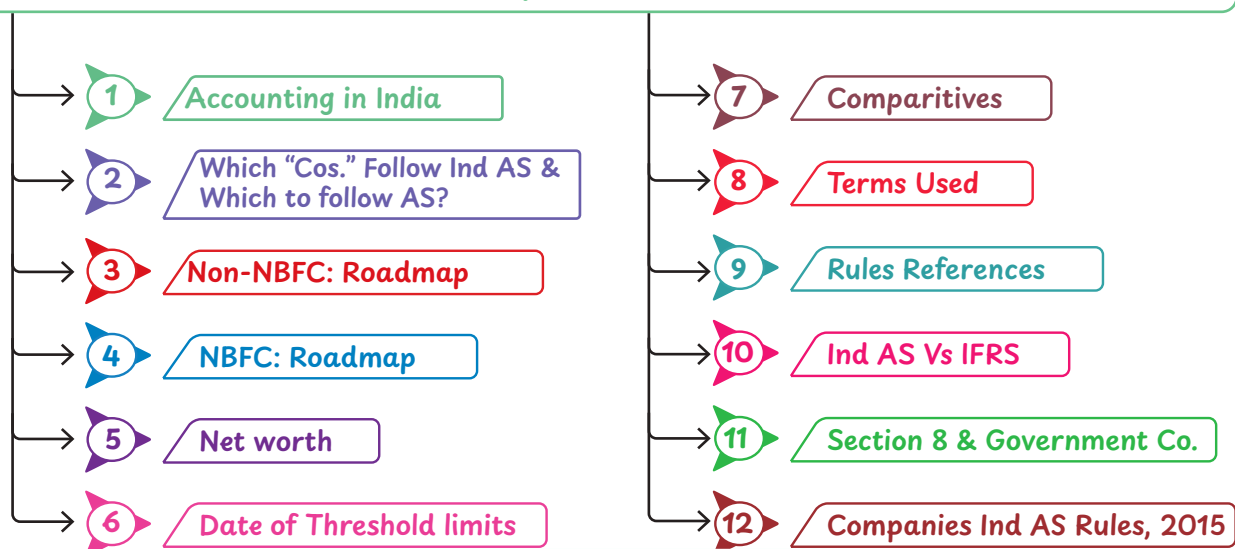 1
Accounting in India
2
Which “Cos.” Follow Ind AS &
Which to follow AS?
3
Non-NBFC: Roadmap
4
NBFC: Roadmap
5
Net worth
6
Date of Threshold limits
7
Comparitives
8
Terms Used
9
Rules References
10
Ind AS Vs IFRS
11
Section 8 & Government Co.
12
Companies Ind AS Rules, 2015